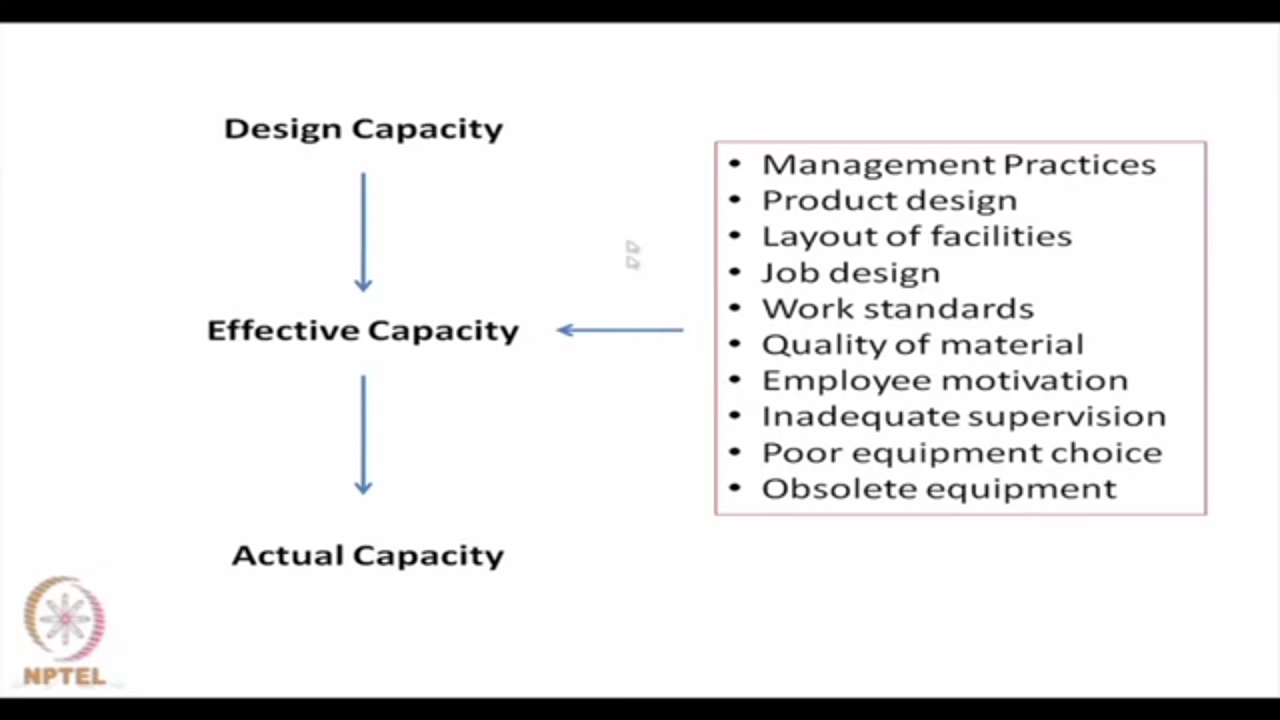 Design Capacity
Effective Capacity
Actual Capacity
• Management Practices
• Product design
• Layout of facilities
• Job design
• Work standards
• Quality of material
• Employee motivation
• Inadequate supervision
• Poor equipment choice
• Obsolete equipment
NPTEL